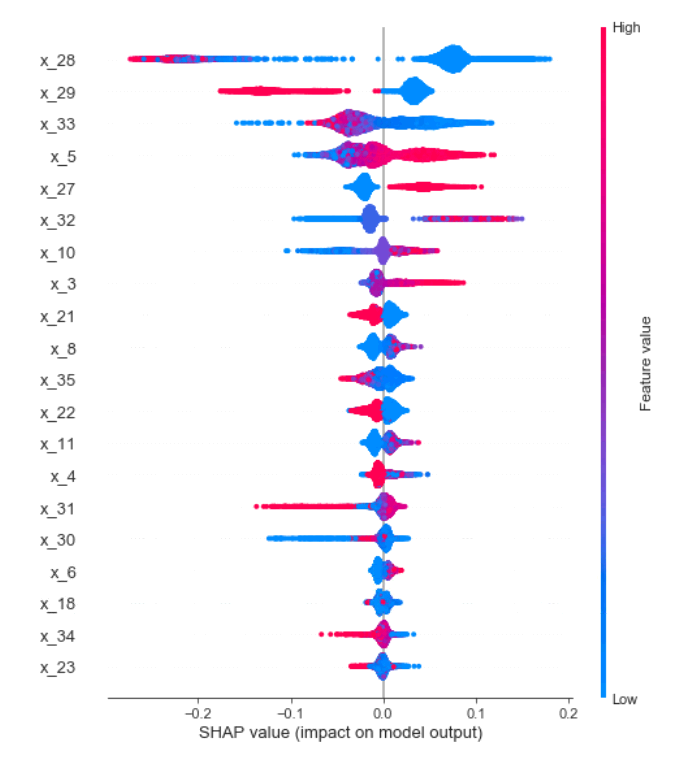 High
x_28
x_29
x_33
x_5
x_27
x_32
x_10
x_3
x_21
x_8
x_35
x_22
x_11
x_4
x_31
x_30
x_6
x_18
x_34
x_23
Feature value
Low
−0.2 −0.1 0.0 0.1 0.2
SHAP value (impact on model output)